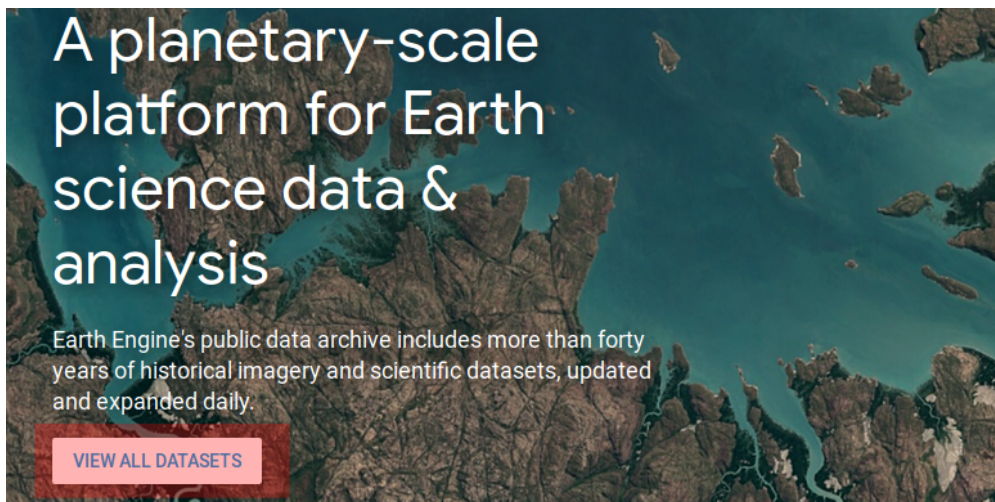 A planetary-scale
platform for Earth
science data &
analysis
Earth Engine's public data archive includes more than forty
years of historical imagery and scientific datasets, updated
and expanded daily.
VIEW ALL DATASETS